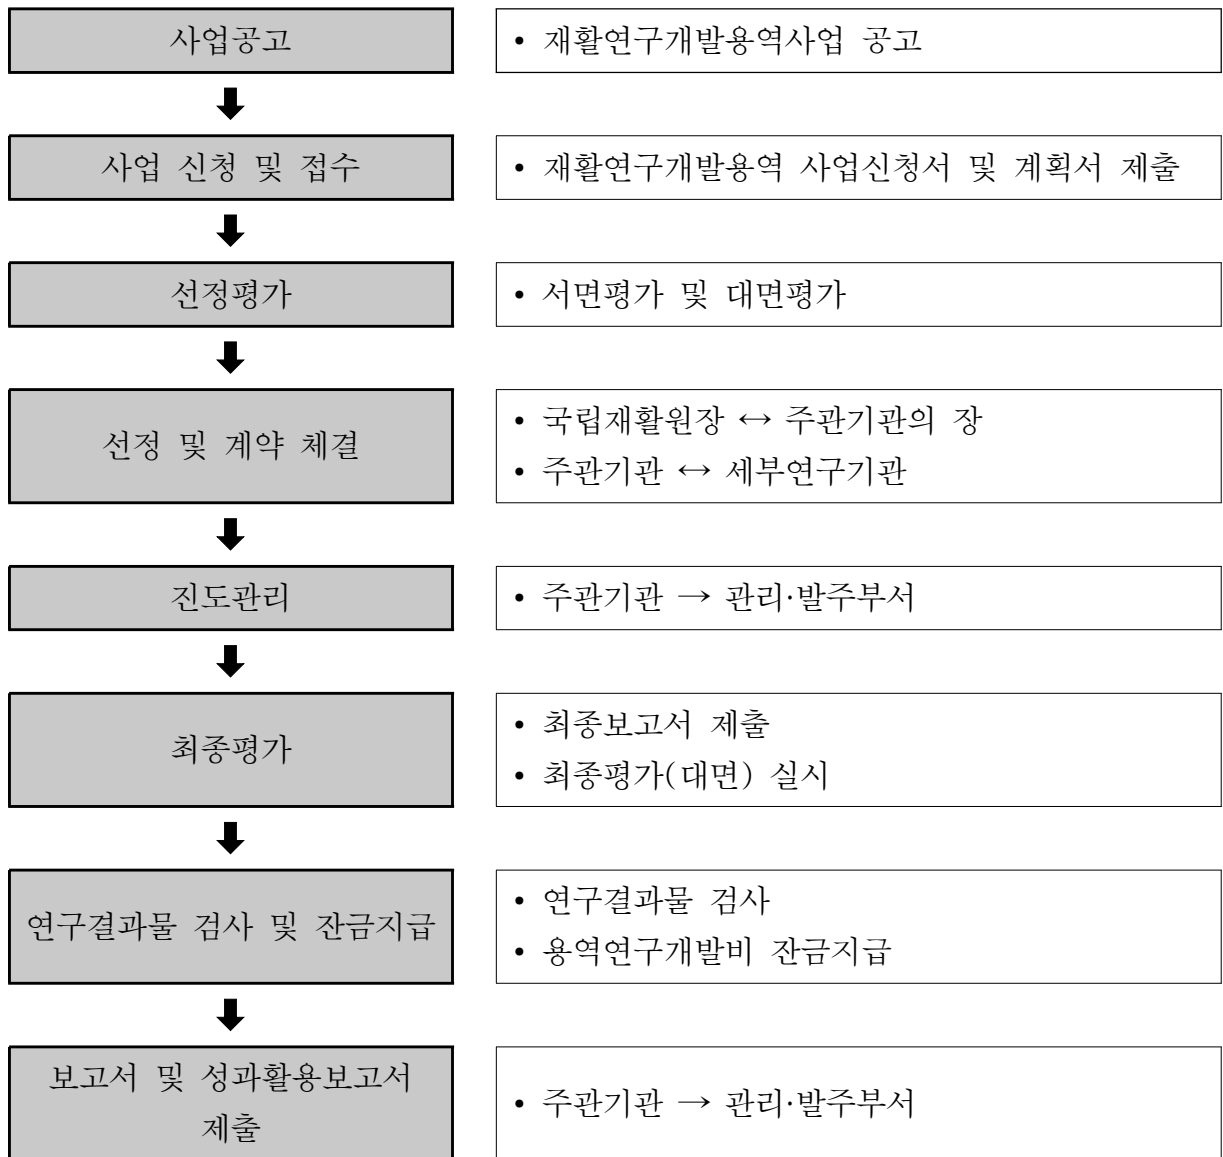 사업공고
• 재활연구개발용역사업 공고
사업 신청 및 접수
• 재활연구개발용역 사업신청서 및 계획서 제출
선정평가
• 서면평가 및 대면평가
선정 및 계약 체결
• 국립재활원장 ↔ 주관기관의 장
• 주관기관 ↔ 세부연구기관
진도관리
• 주관기관 → 관리·발주부서
최종평가
• 최종보고서 제출
• 최종평가(대면) 실시
연구결과물 검사 및 잔금지급
• 연구결과물 검사
• 용역연구개발비 잔금지급
보고서 및 성과활용보고서
제출
• 주관기관 → 관리·발주부서